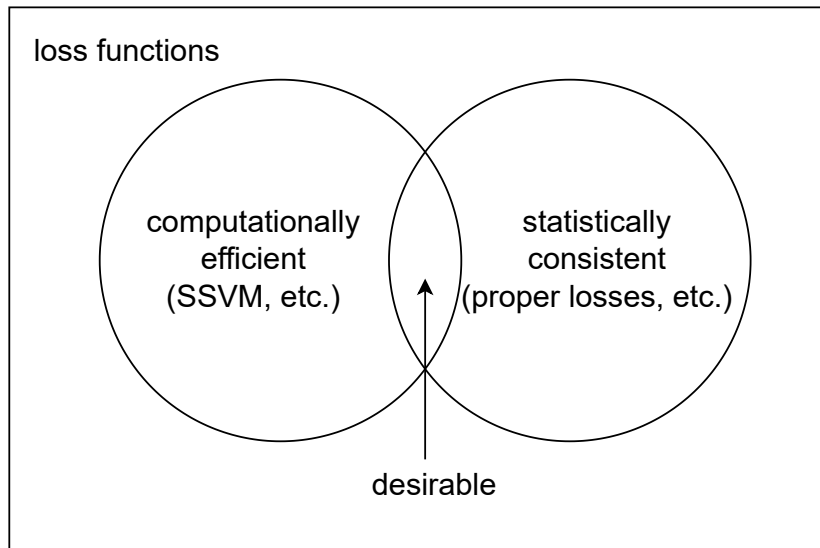 loss functions
computationally
efficient
(SSVM, etc.)
statistically
consistent
(proper losses, etc.)
desirable